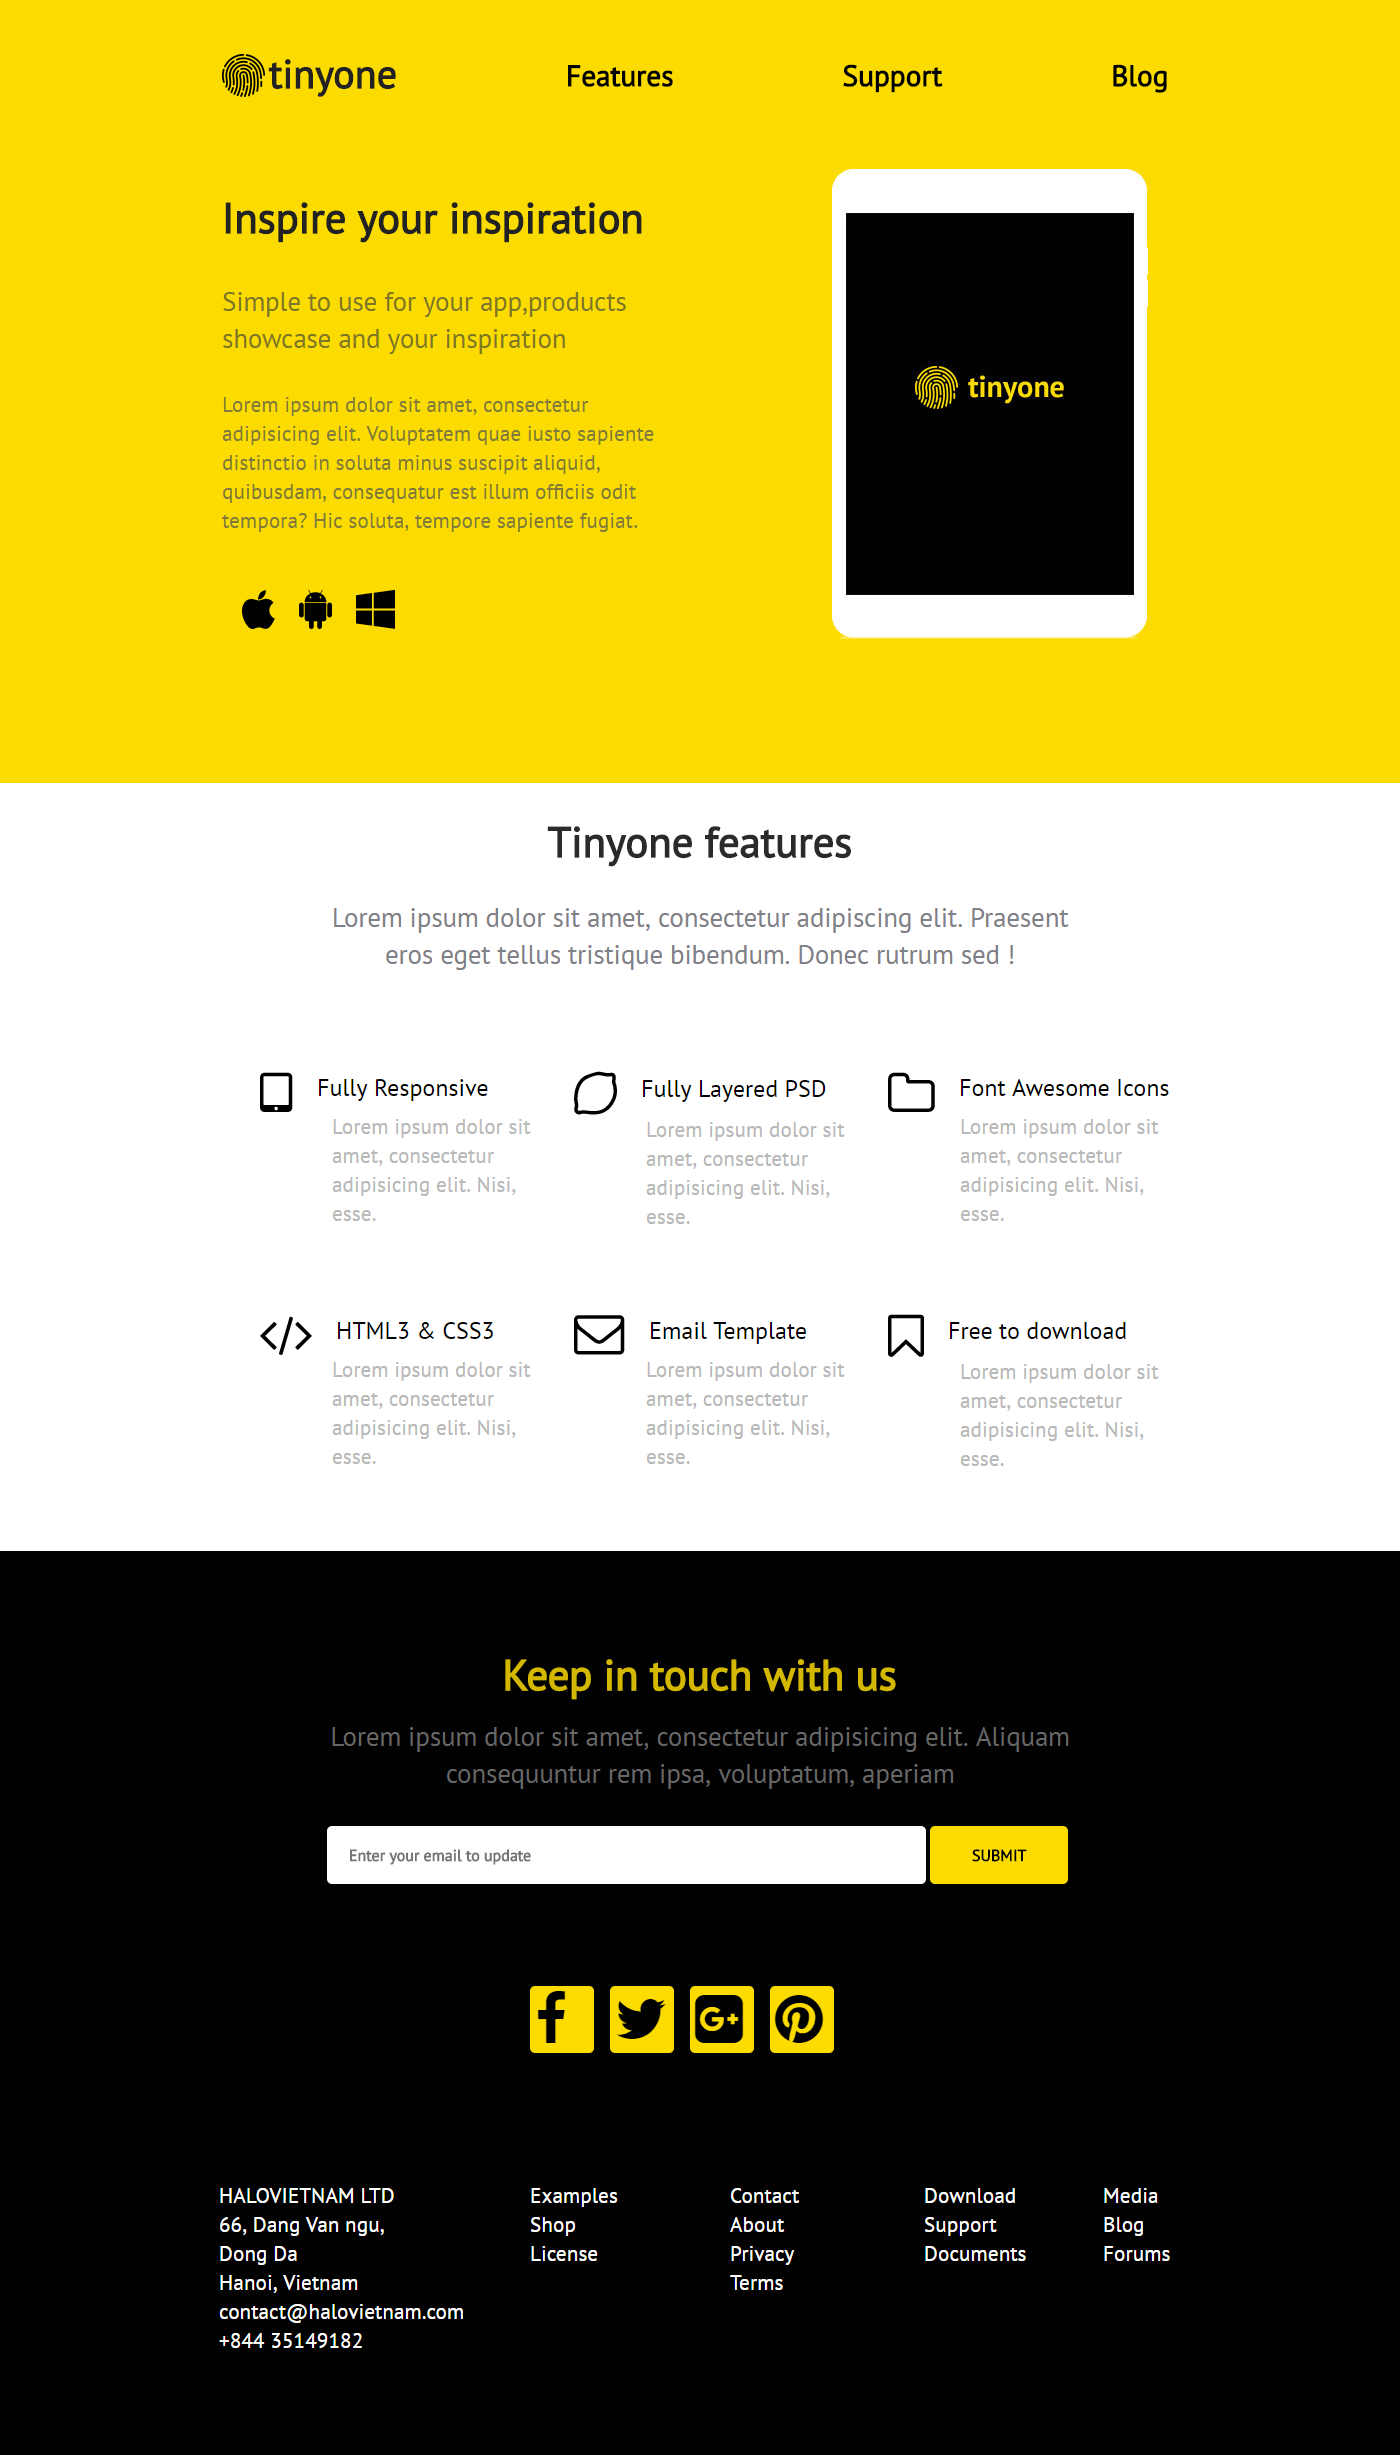 tinyone
Features
Support
Blog
Inspire your inspiration
Simple to use for your app,products
showcase and your inspiration
Lorem ipsum dolor sit amet, consectetur
adipisicing elit. Voluptatem quae iusto sapiente
distinctio in soluta minus suscipit aliquid,
quibusdam, consequatur est illum officiis odit
tempora? Hic soluta, tempore sapiente fugiat.
tinyone
Tinyone features
Lorem ipsum dolor sit amet, consectetur adipiscing elit. Praesent
eros eget tellus tristique bibendum. Donec rutrum sed !
Fully Responsive
Lorem ipsum dolor sit
amet, consectetur
adipisicing elit. Nisi,
esse.
Fully Layered PSD
Lorem ipsum dolor sit
amet, consectetur
adipisicing elit. Nisi,
esse.
Font Awesome Icons
Lorem ipsum dolor sit
amet, consectetur
adipisicing elit. Nisi,
esse.
HTML3 & CSS3
Lorem ipsum dolor sit
amet, consectetur
adipisicing elit. Nisi,
esse.
Email Template
Lorem ipsum dolor sit
amet, consectetur
adipisicing elit. Nisi,
esse.
Free to download
Lorem ipsum dolor sit
amet, consectetur
adipisicing elit. Nisi,
esse.
Keep in touch with us
Lorem ipsum dolor sit amet, consectetur adipisicing elit. Aliquam
consequuntur rem ipsa, voluptatum, aperiam
Enter your email to update
SUBMIT
HALOVIETNAM LTD
66, Dang Van ngu,
Dong Da
Hanoi, Vietnam
contact@halovietnam.com
+844 35149182
Examples
Shop
License
Contact
About
Privacy
Terms
Download
Support
Documents
Media
Blog
Forums